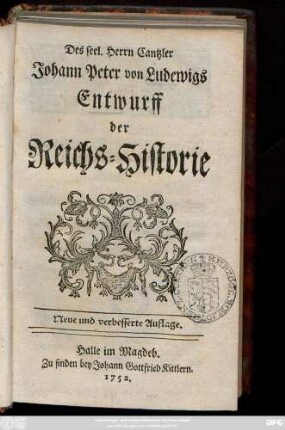 Des seel. Herrn Cantzler
Johann Peter von Ludewigs
Entwurff
der
Reichs-Historie
Neue und verbesserte Auflage.
Halle im Magdeb.
Zu finden bey Johann Gottfried Kittlern.
1752.